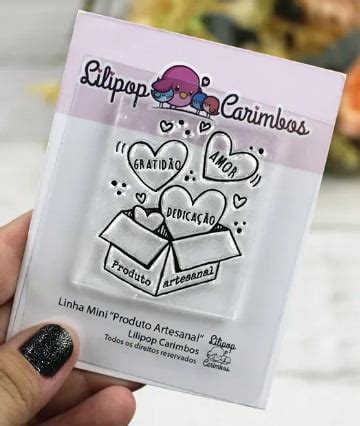 Lilipop
Carimbos
GRATIDÃO
AMOR
DEDICAÇÃO
Produto artesanal
Linha Mini "Produto Artesanal"
Lilipop Carimbos
Todos os direitos reservados
Lilipop
Carimbos